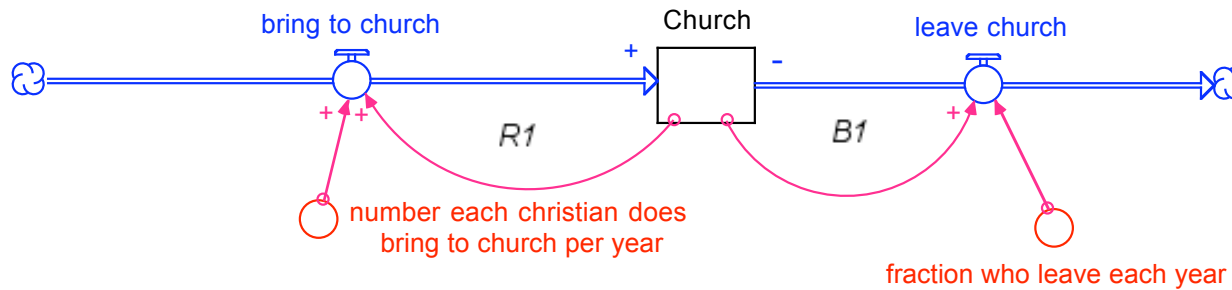 bring to church
Church
leave church
+
-
+ +
R1
B1
+
number each christian does
bring to church per year
fraction who leave each year